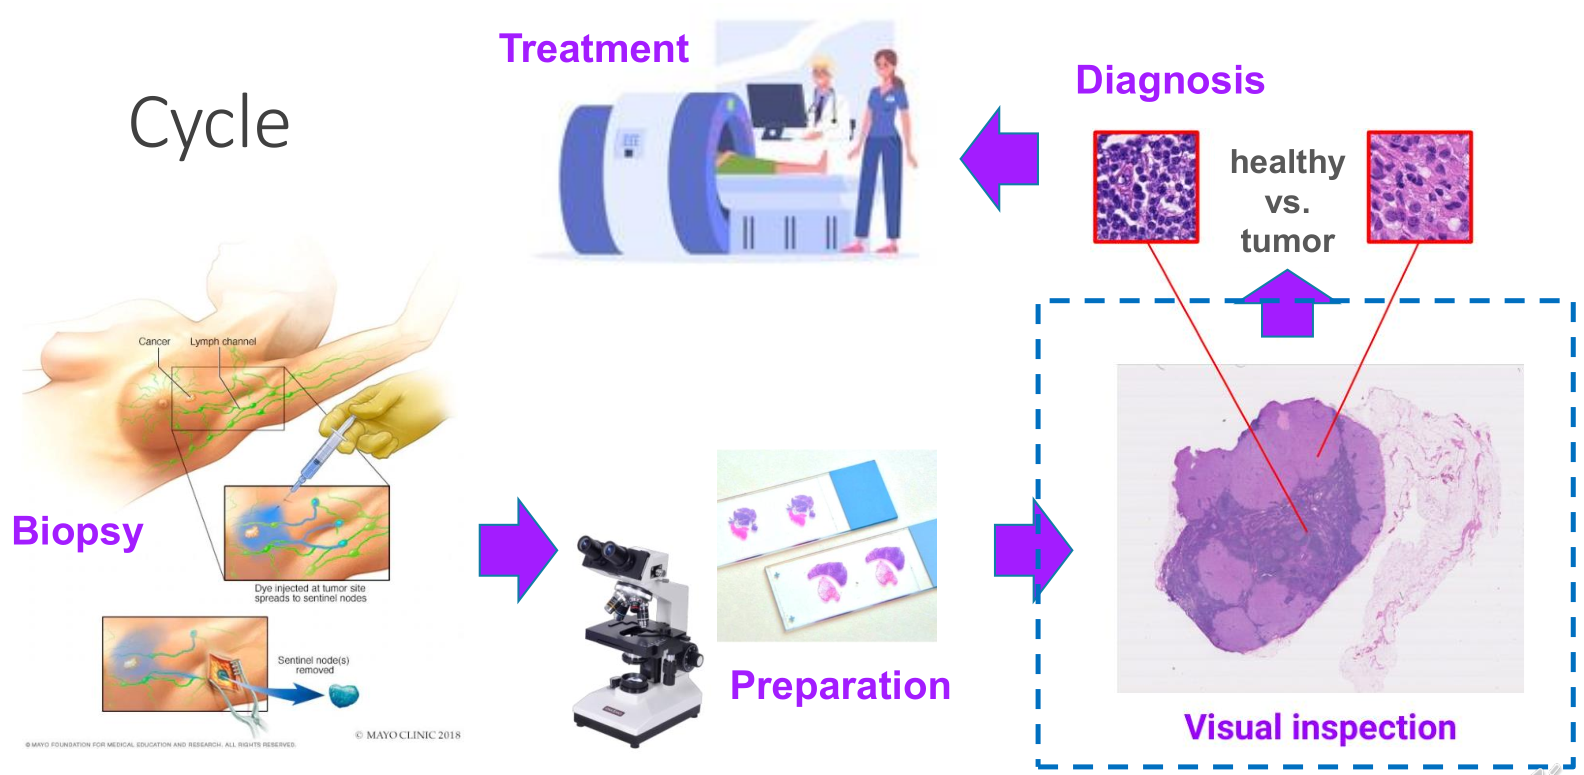 Cycle
Treatment
Diagnosis
healthy
vs.
tumor
Cancer
Lymph channel
Biopsy
Dye injected at tumor site
spreads to sentinel nodes
Sentinel node(s)
removed
© MAYO CLINIC 2018
© MAYO FOUNDATION FOR MEDICAL EDUCATION AND RESEARCH. ALL RIGHTS RESERVED.
Preparation
Visual inspection